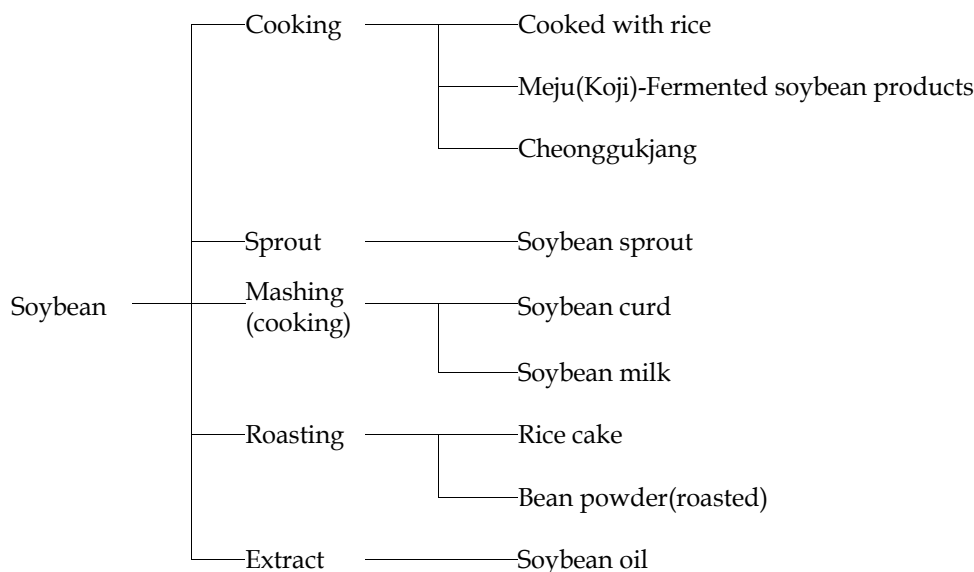 Cooking
Cooked with rice
Meju(Koji)-Fermented soybean products
Cheonggukjang
Sprout
Soybean sprout
Soybean
Mashing
(cooking)
Soybean curd
Soybean milk
Roasting
Rice cake
Bean powder(roasted)
Extract
Soybean oil